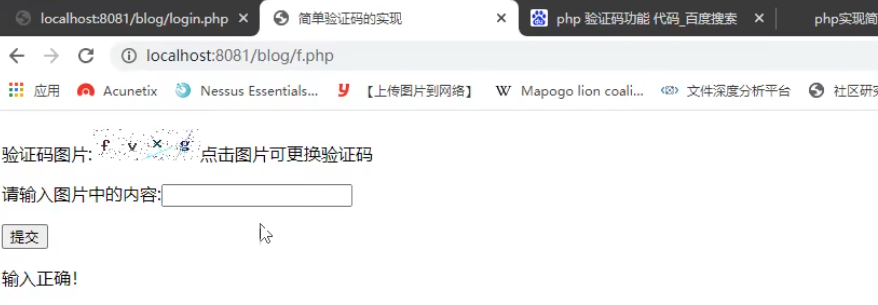 localhost:8081/blog/login.php 简单验证码的实现 php 验证码功能 代码_百度搜索 php实现简
localhost:8081/blog/f.php
应用 Acunetix Nessus Essentials... 【上传图片到网络】 Mapogo lion coali... 文件深度分析平台 社区研究
验证码图片: f v x g 点击图片可更换验证码
请输入图片中的内容:
提交
输入正确!